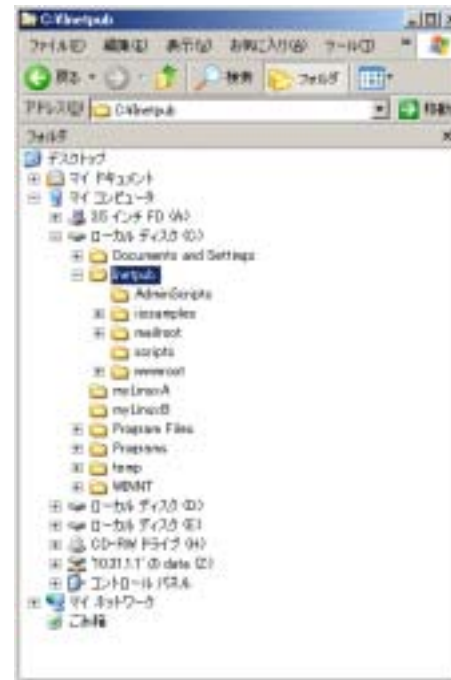 C:¥Inetpub
ファイル(F) 編集(E) 表示(V) お気に入り(A) ツール(T) »
戻る 検索 フォルダ
アドレス(D) C:¥Inetpub 移動
フォルダ ×
デスクトップ
マイ ドキュメント
マイ コンピュータ
3.5 インチ FD (A:)
ローカル ディスク (C:)
Documents and Settings
Inetpub
AdminScripts
iissamples
mailroot
scripts
wwwroot
myLinuxA
myLinuxB
Program Files
Programs
temp
WINNT
ローカル ディスク (D:)
ローカル ディスク (E:)
CD-RW ドライブ (H:)
'10.31.1.1' の data (Z:)
コントロール パネル
マイ ネットワーク
ごみ箱